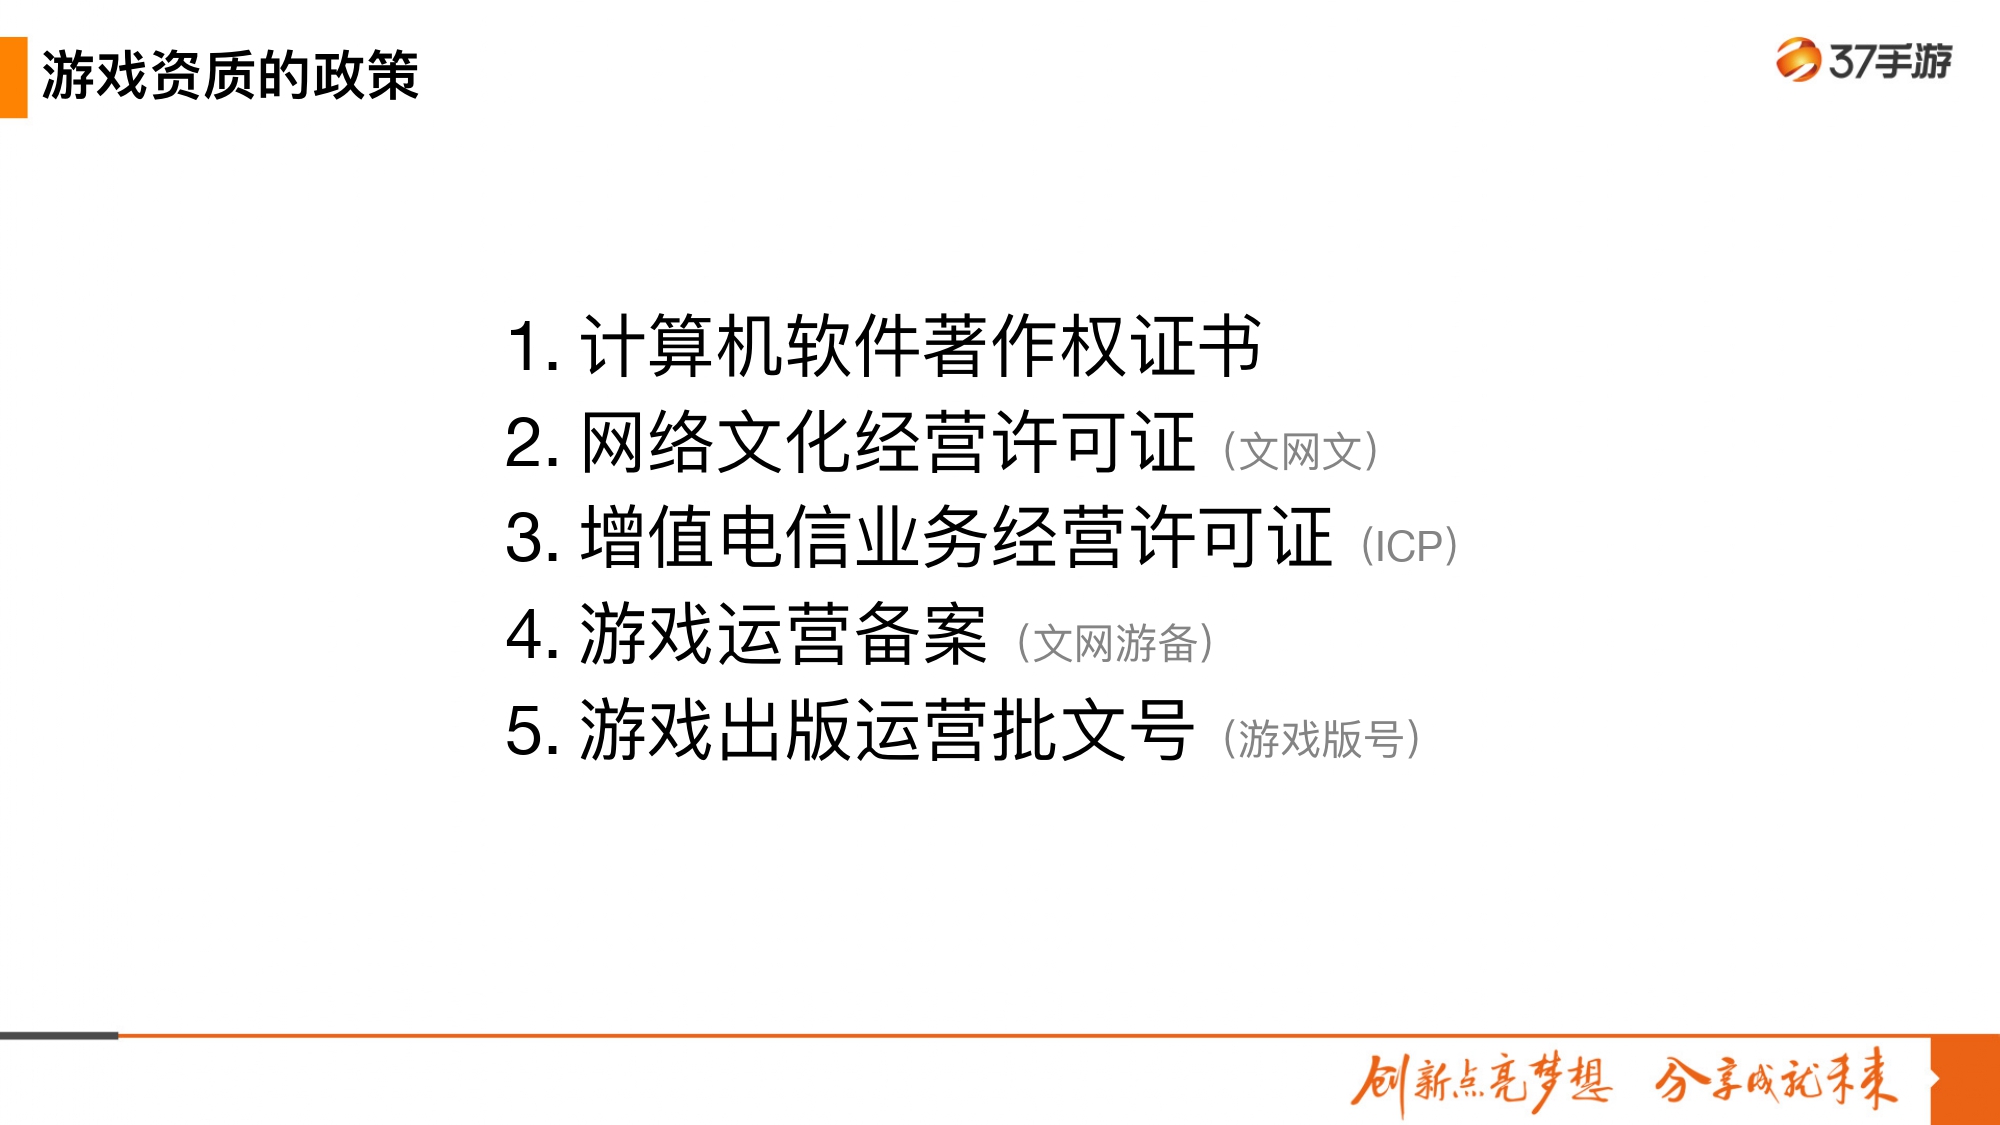 游戏资质的政策
37手游
1. 计算机软件著作权证书
2. 网络文化经营许可证（文网文）
3. 增值电信业务经营许可证（ICP）
4. 游戏运营备案（文网游备）
5. 游戏出版运营批文号（游戏版号）
创新点亮梦想 分享成就未来